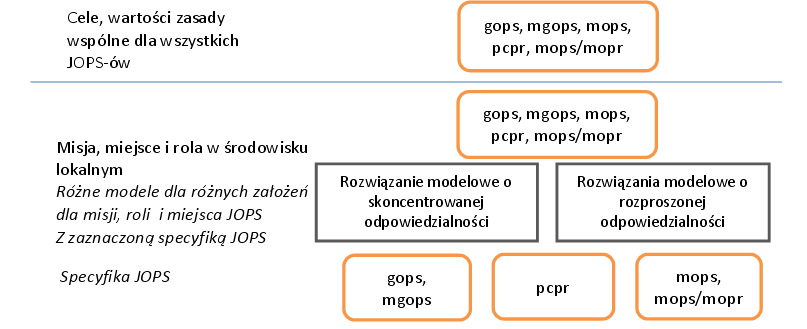 Cele, wartości zasady
wspólne dla wszystkich
JOPS-ów
gops, mgops, mops,
pcpr, mops/mopr
gops, mgops, mops,
pcpr, mops/mopr
Misja, miejsce i rola w środowisku
lokalnym
Różne modele dla różnych założeń
dla misji, roli i miejsca JOPS
Z zaznaczoną specyfiką JOPS
Rozwiązanie modelowe o
skoncentrowanej
odpowiedzialności
Rozwiązania modelowe o
rozproszonej
odpowiedzialności
Specyfika JOPS
gops,
mgops
pcpr
mops,
mops/mopr